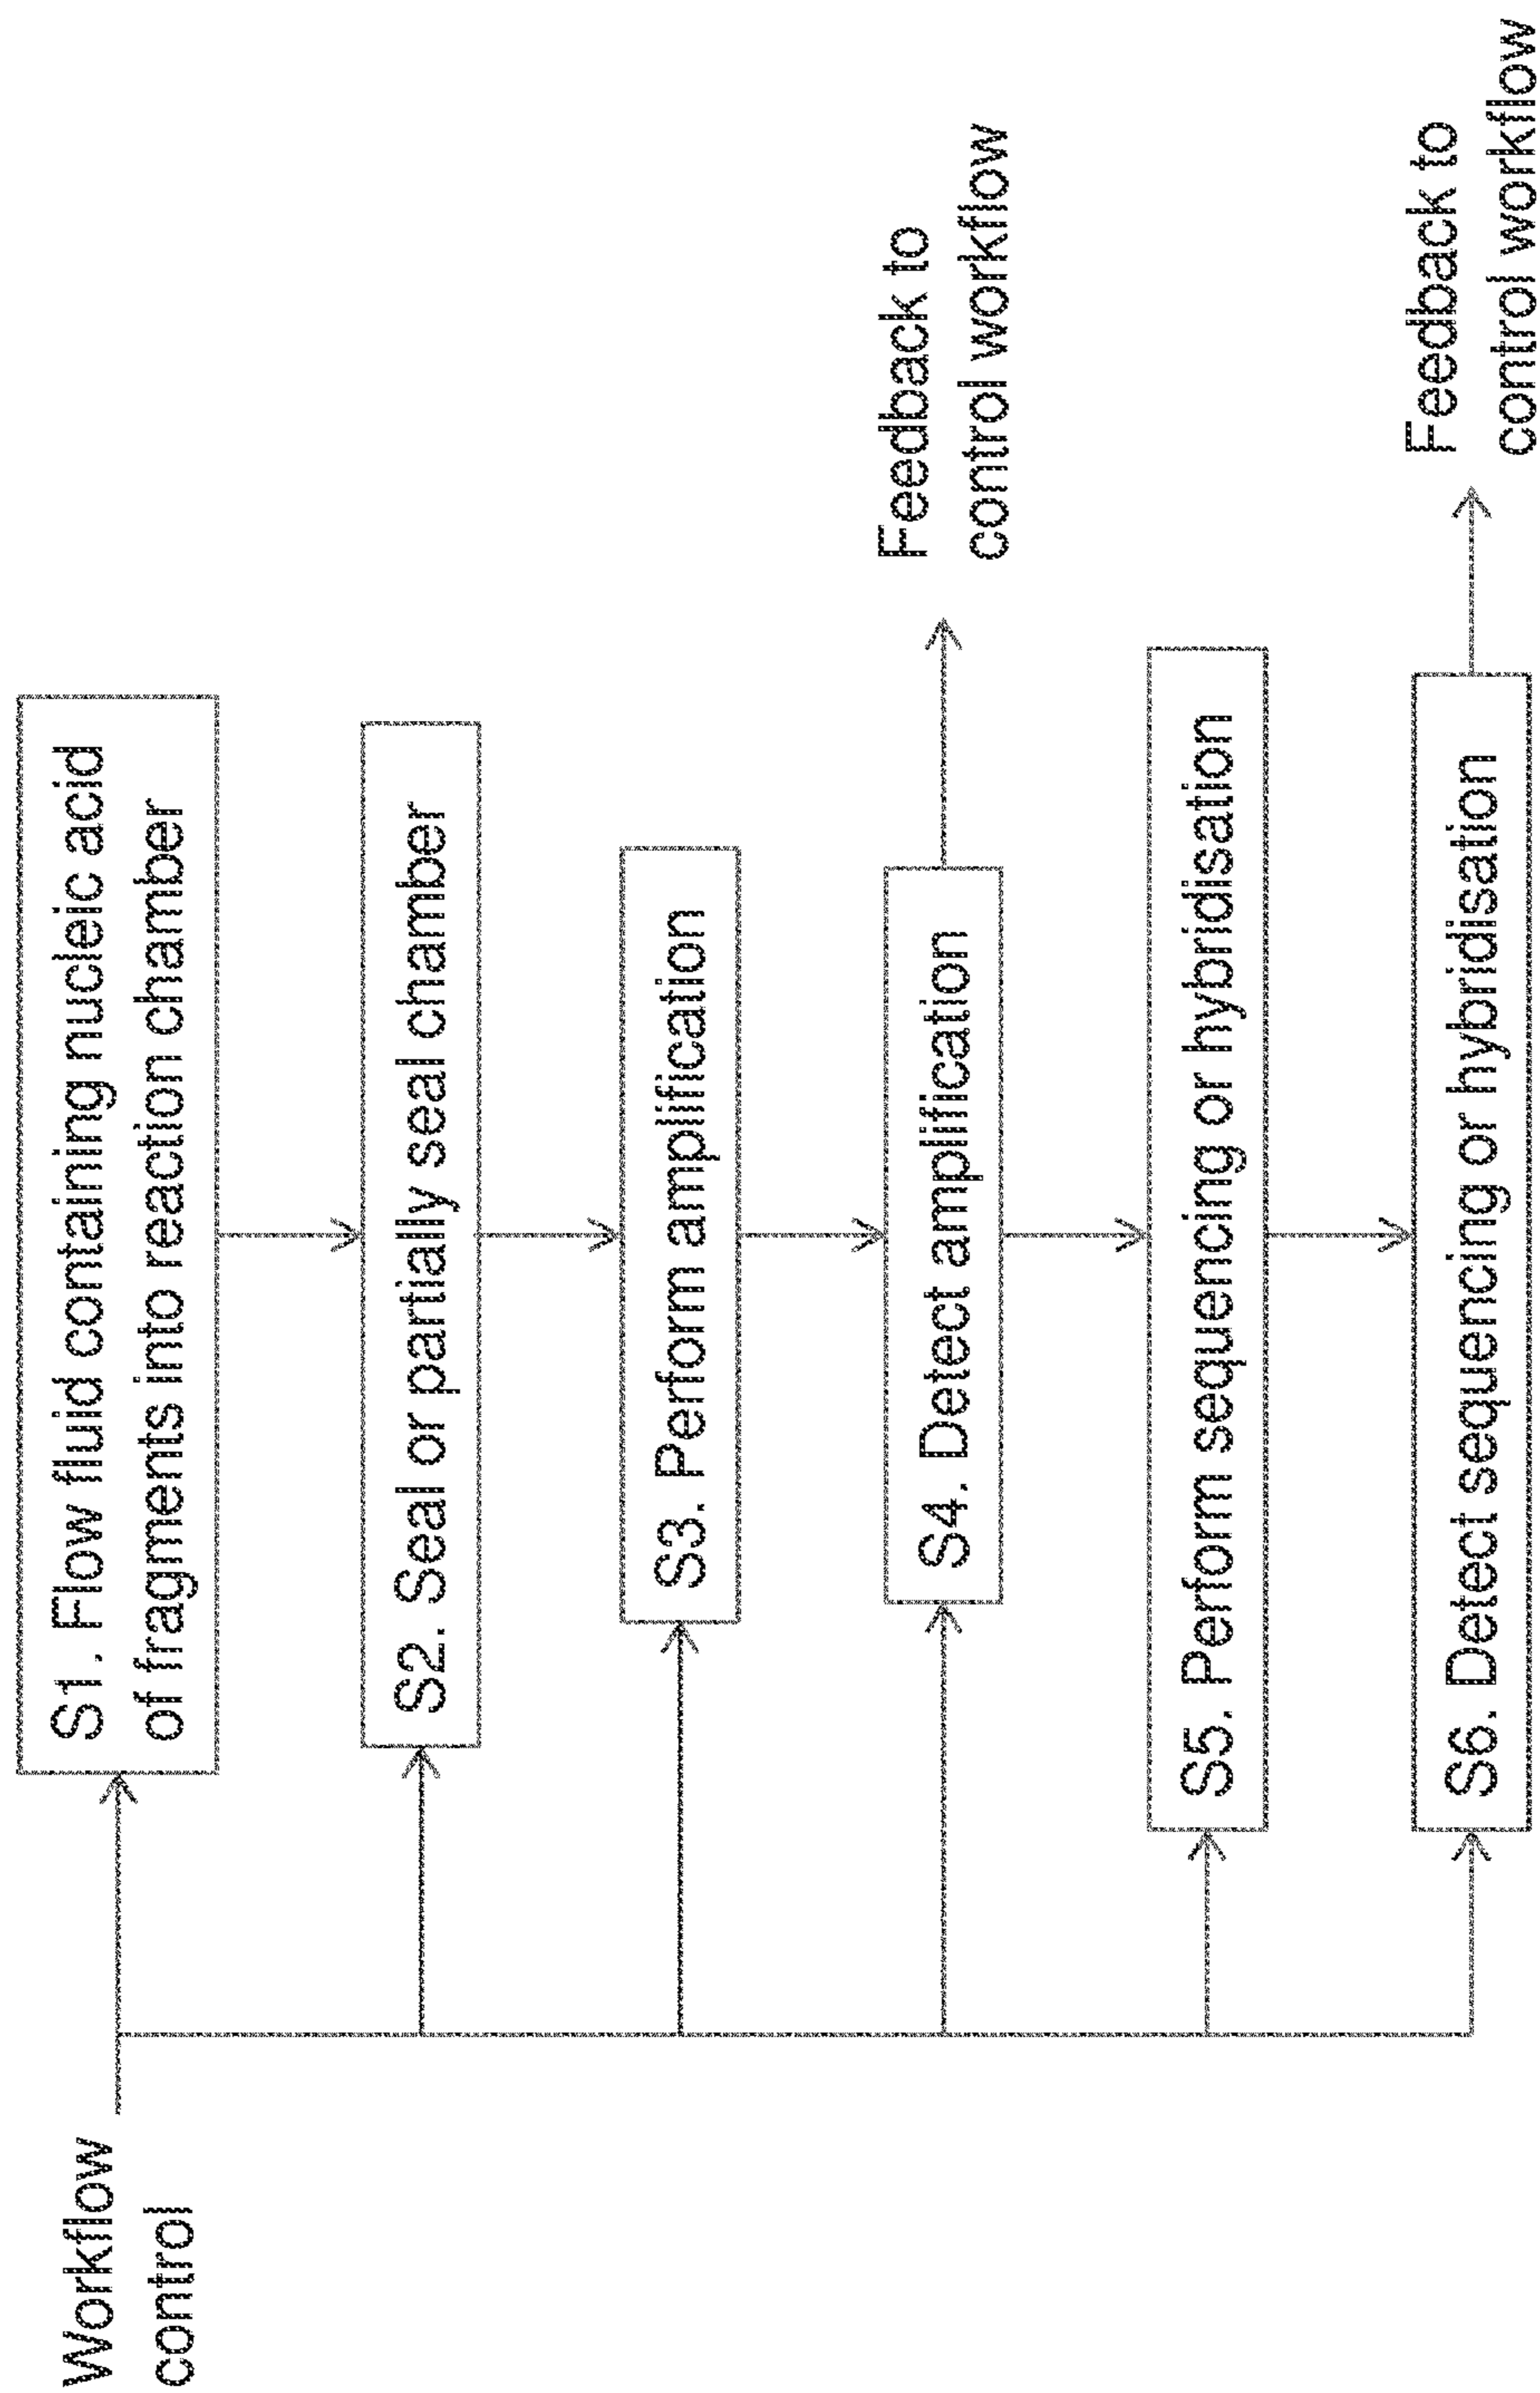 Workflow
control
S1. Flow fluid containing nucleic acid
of fragments into reaction chamber
S2. Seal or partially seal chamber
S3. Perform amplification
S4. Detect amplification
Feedback to
control workflow
S5. Perform sequencing or hybridisation
S6. Detect sequencing or hybridisation
Feedback to
control workflow